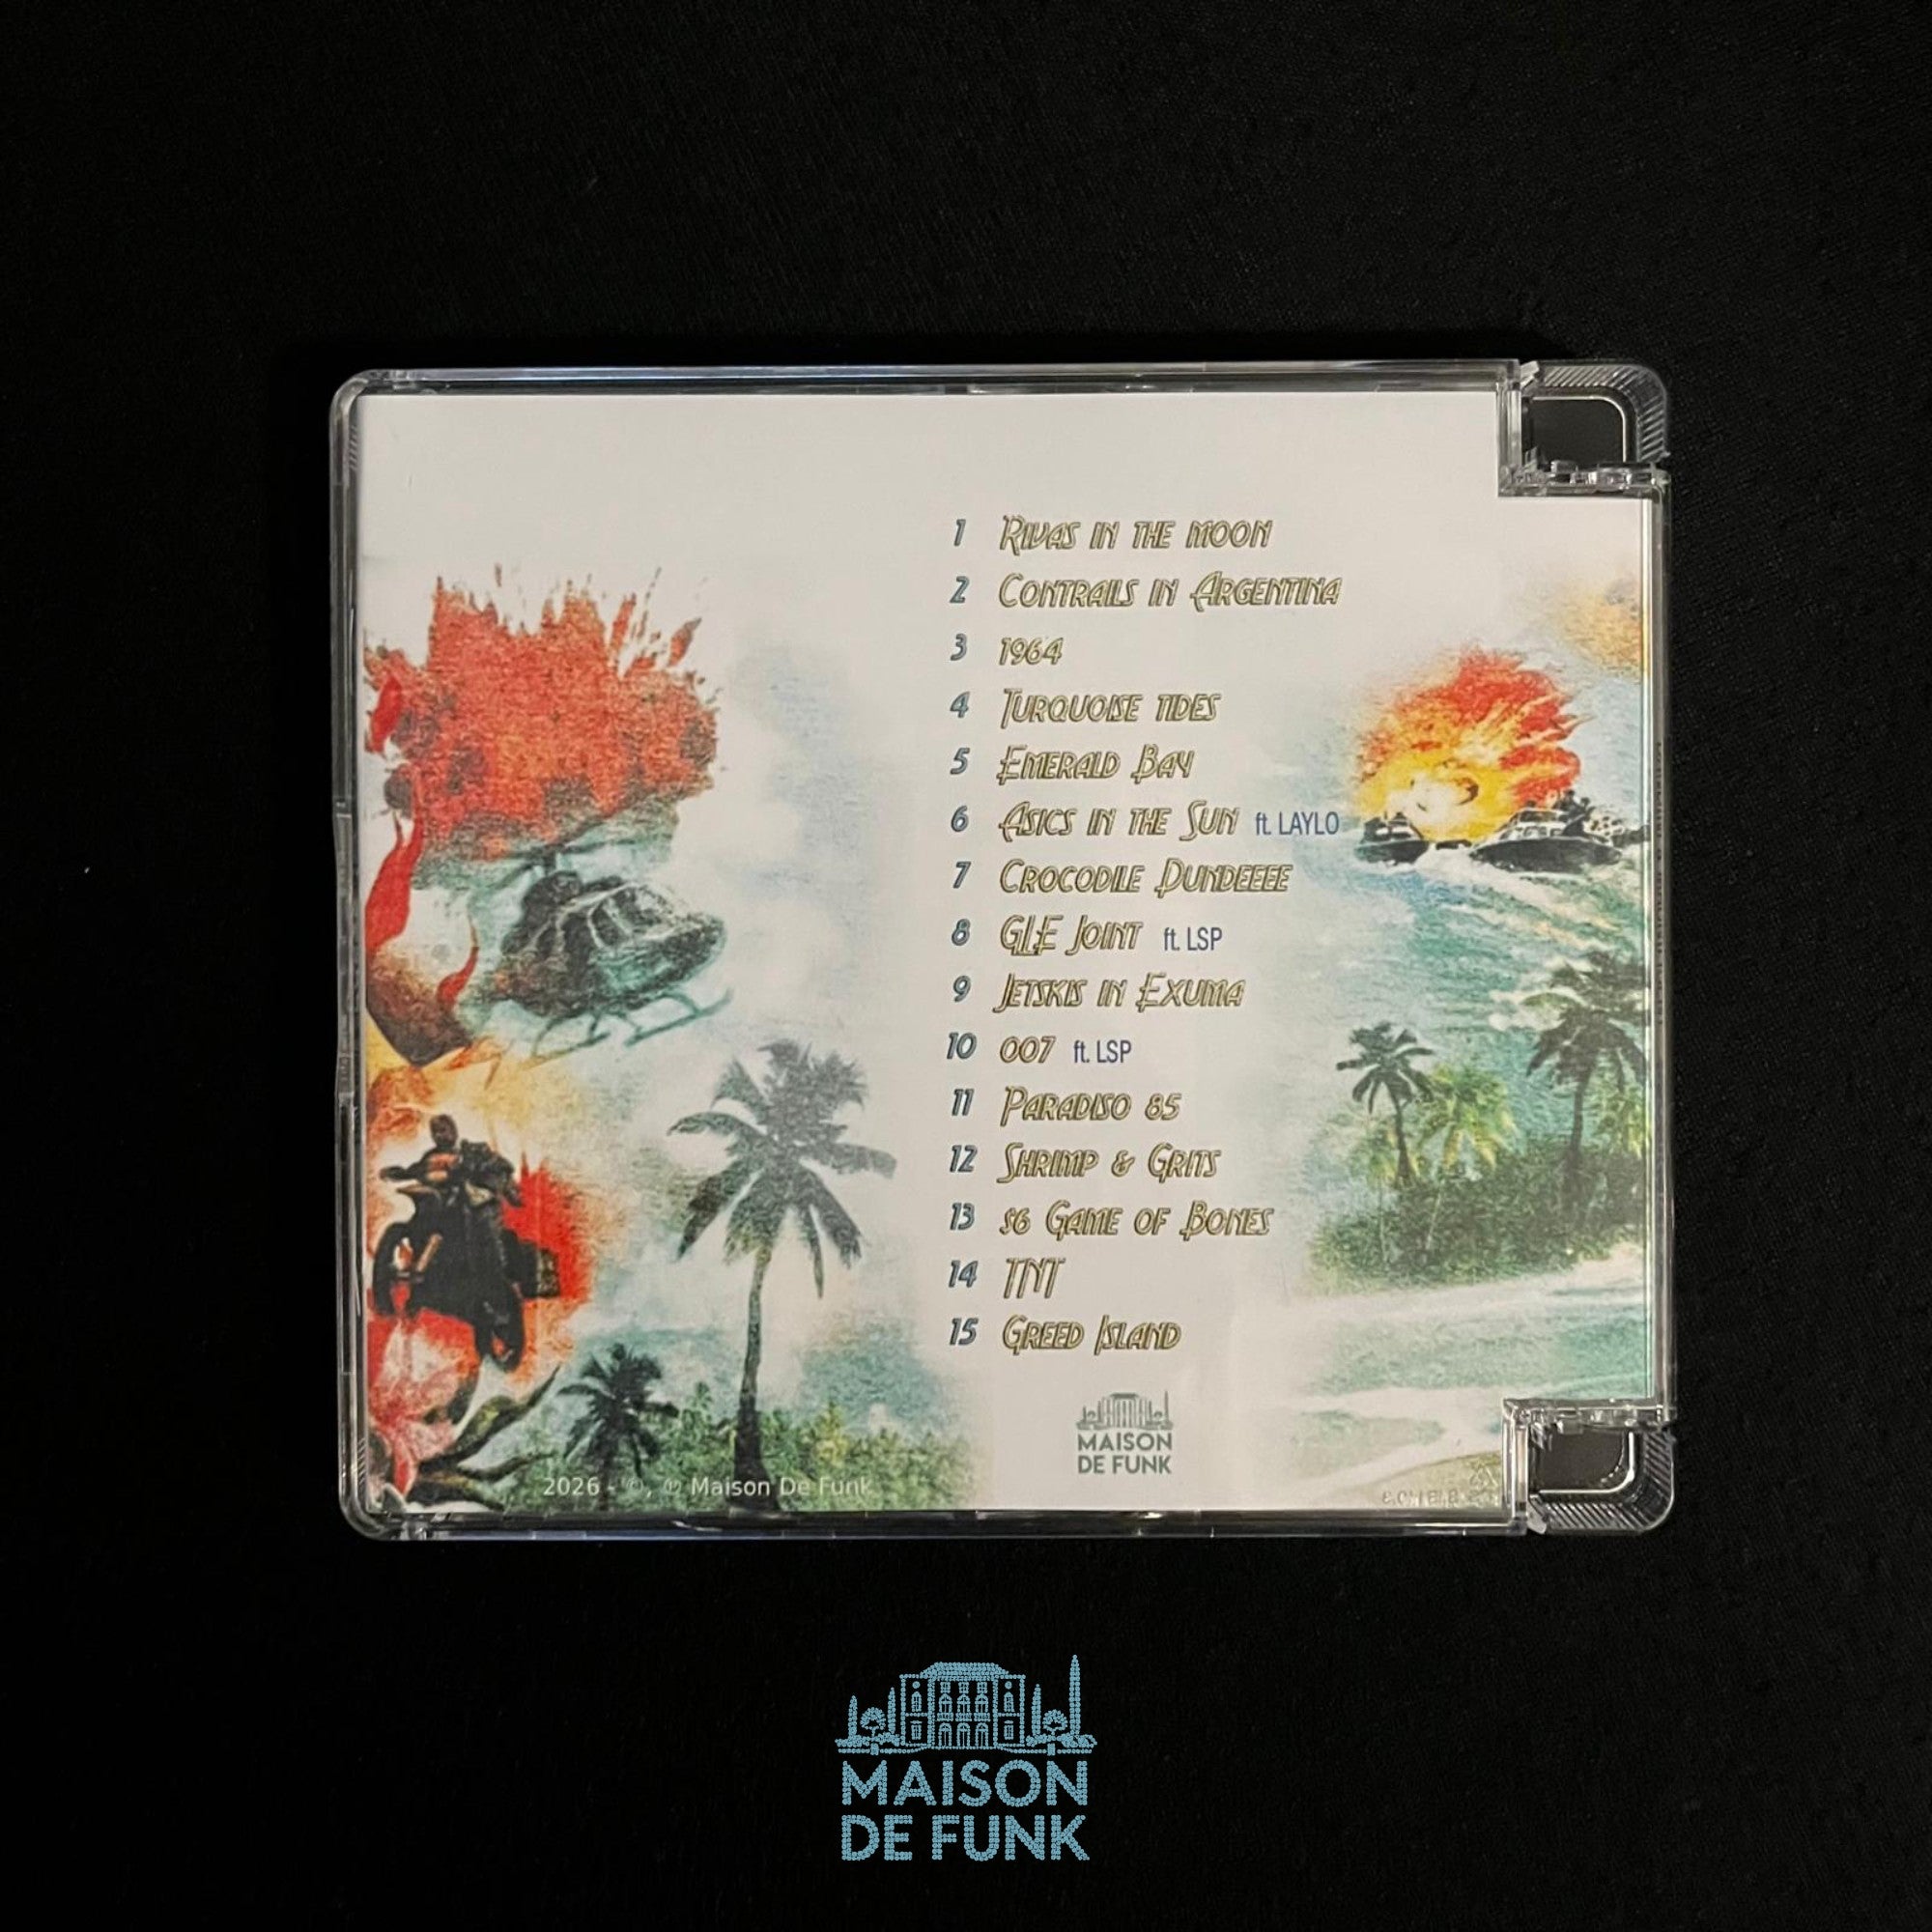 1 Rivas in the moon
2 Contrails in Argentina
3 1964
4 Turquoise tides
5 Emerald Bay
6 Asics in the Sun ft. LAYLO
7 Crocodile Dundeeee
8 GLE Joint ft. LSP
9 Jetskis in Exuma
10 007 ft. LSP
11 Paradiso 85
12 Shrimp & Grits
13 $6 Game of Bones
14 TNT
15 Greed Island
MAISON
DE FUNK
2026 - ©, ℗ Maison De Funk
MAISON
DE FUNK